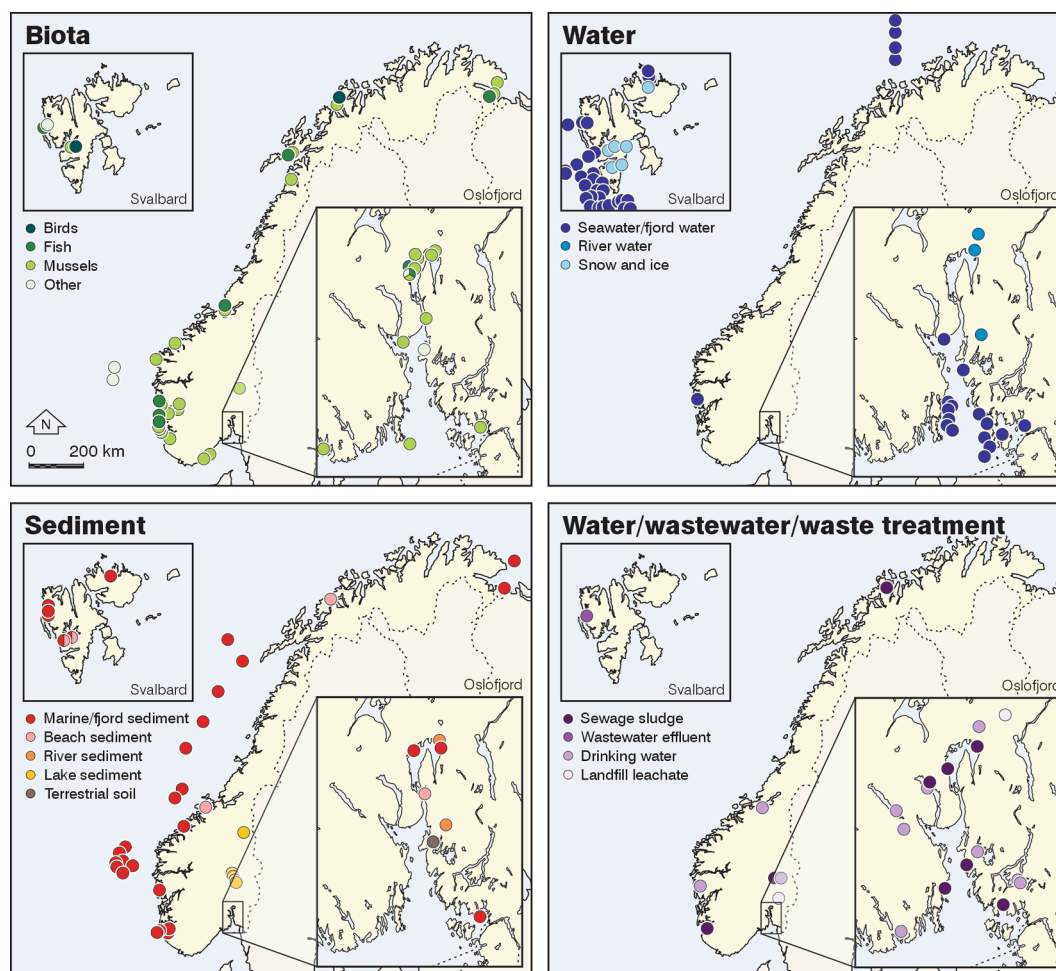 Biota
Svalbard
Birds
Fish
Mussels
Other
N
0 200 km
Oslofjord
Water
Svalbard
Seawater/fjord water
River water
Snow and ice
Oslofjord
Sediment
Svalbard
Marine/fjord sediment
Beach sediment
River sediment
Lake sediment
Terrestrial soil
Oslofjord
Water/wastewater/waste treatment
Svalbard
Sewage sludge
Wastewater effluent
Drinking water
Landfill leachate
Oslofjord